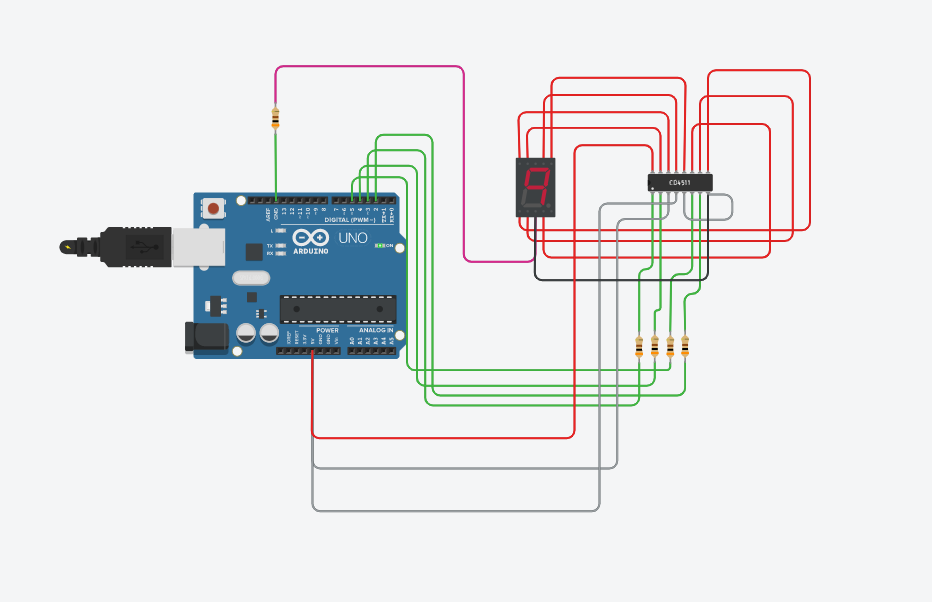 AREF
GND
13
12
~11
~10
~9
8
7
~6
~5
4
~3
2
TX→1
RX←0
DIGITAL (PWM~)
L
TX
RX
UNO
ARDUINO
ON
CD4511
POWER
ANALOG IN
IOREF
RESET
3.3V
5V
GND
GND
Vin
A0
A1
A2
A3
A4
A5